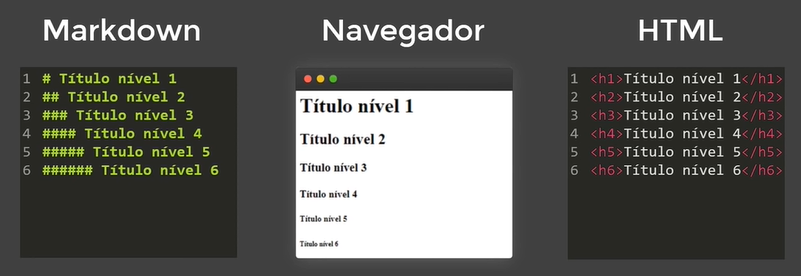 Markdown
1 # Título nível 1
2 ## Título nível 2
3 ### Título nível 3
4 #### Título nível 4
5 ##### Título nível 5
6 ###### Título nível 6
Navegador
Título nível 1
Título nível 2
Título nível 3
Título nível 4
Título nível 5
Título nível 6
HTML
1 <h1>Título nível 1</h1>
2 <h2>Título nível 2</h2>
3 <h3>Título nível 3</h3>
4 <h4>Título nível 4</h4>
5 <h5>Título nível 5</h5>
6 <h6>Título nível 6</h6>